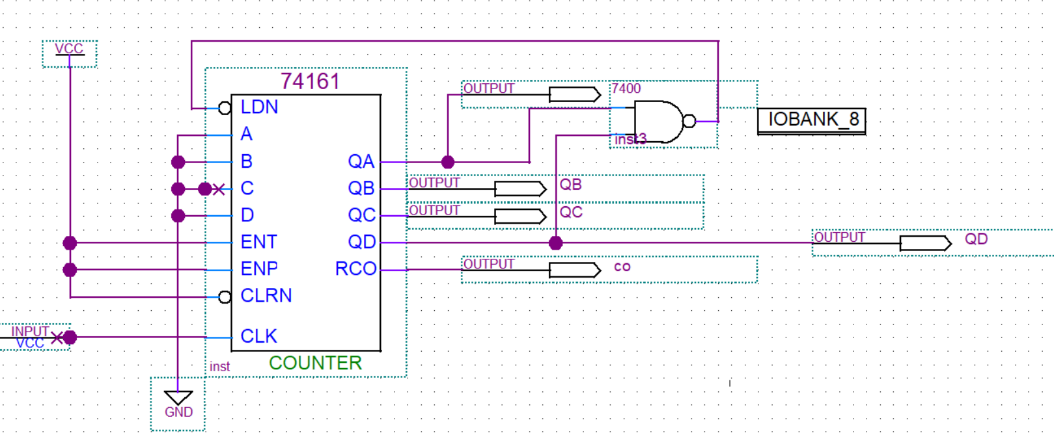 VCC
74161
OUTPUT
7400
LDN
IOBANK_8
A
inst3
B
QA
C
QB
OUTPUT
QB
D
QC
OUTPUT
QC
ENT
QD
OUTPUT
QD
ENP
RCO
OUTPUT
co
CLRN
INPUT
VCC
CLK
inst
COUNTER
GND